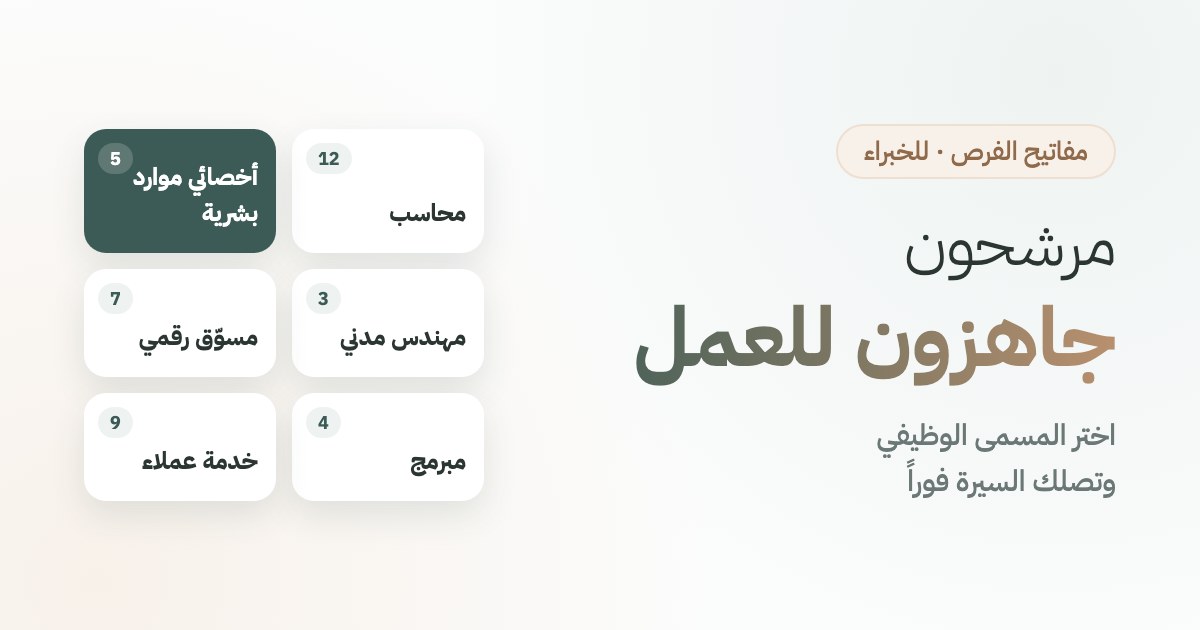 مفاتيح الفرص · للخبراء
مرشحون
جاهزون للعمل
اختر المسمى الوظيفي
وتصلك السيرة فوراً
12
محاسب
5
أخصائي موارد
بشرية
3
مهندس مدني
7
مسوّق رقمي
4
مبرمج
9
خدمة عملاء